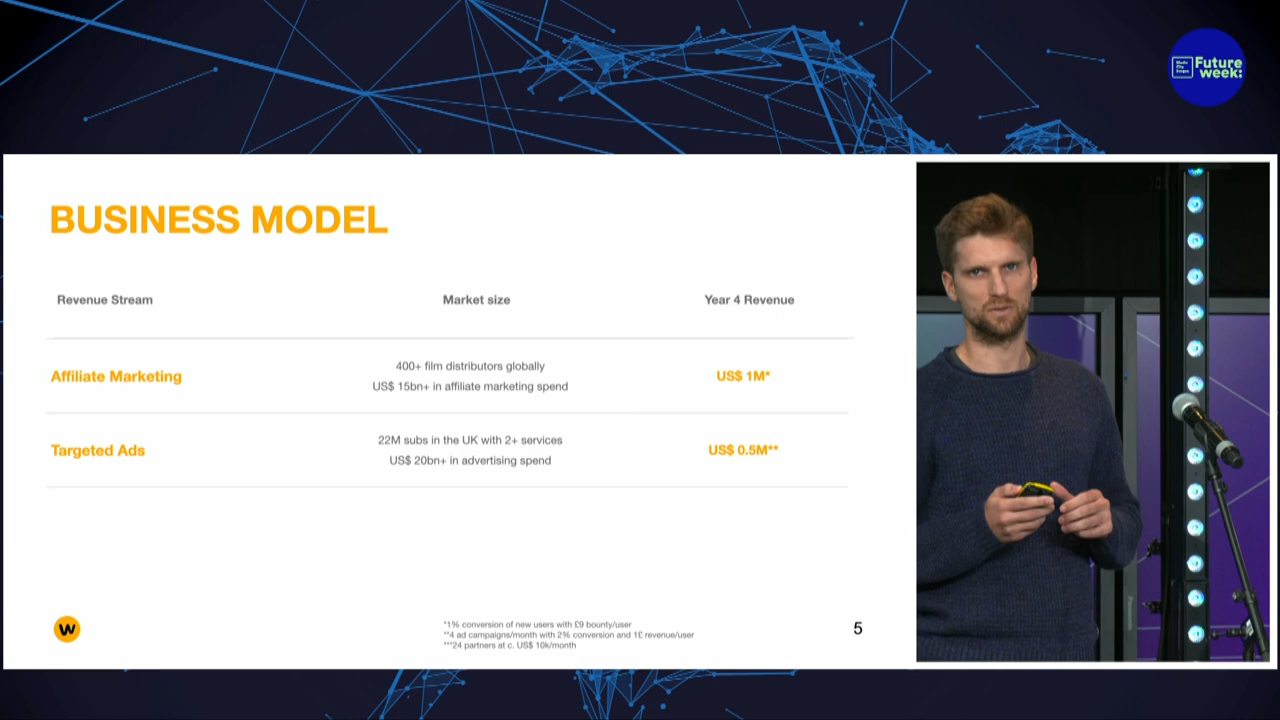 Media
City
Bergen
Future
week:
BUSINESS MODEL
Revenue Stream Market size Year 4 Revenue
400+ film distributors globally
Affiliate Marketing US$ 1M*
US$ 15bn+ in affiliate marketing spend
22M subs in the UK with 2+ services
Targeted Ads US$ 0.5M**
US$ 20bn+ in advertising spend
W
*1% conversion of new users with £9 bounty/user
**4 ad campaigns/month with 2% conversion and 1£ revenue/user
***24 partners at c. US$ 10k/month
5